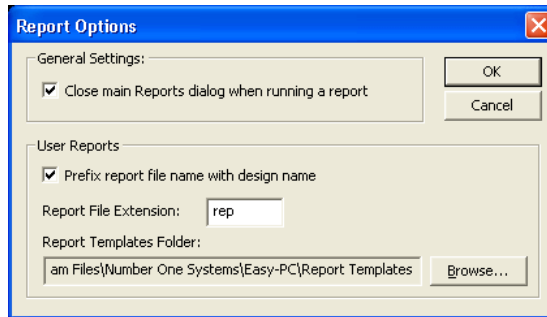 Report Options
General Settings:
Close main Reports dialog when running a report
OK
Cancel
User Reports
Prefix report file name with design name
Report File Extension: rep
Report Templates Folder:
am Files\Number One Systems\Easy-PC\Report Templates Browse...